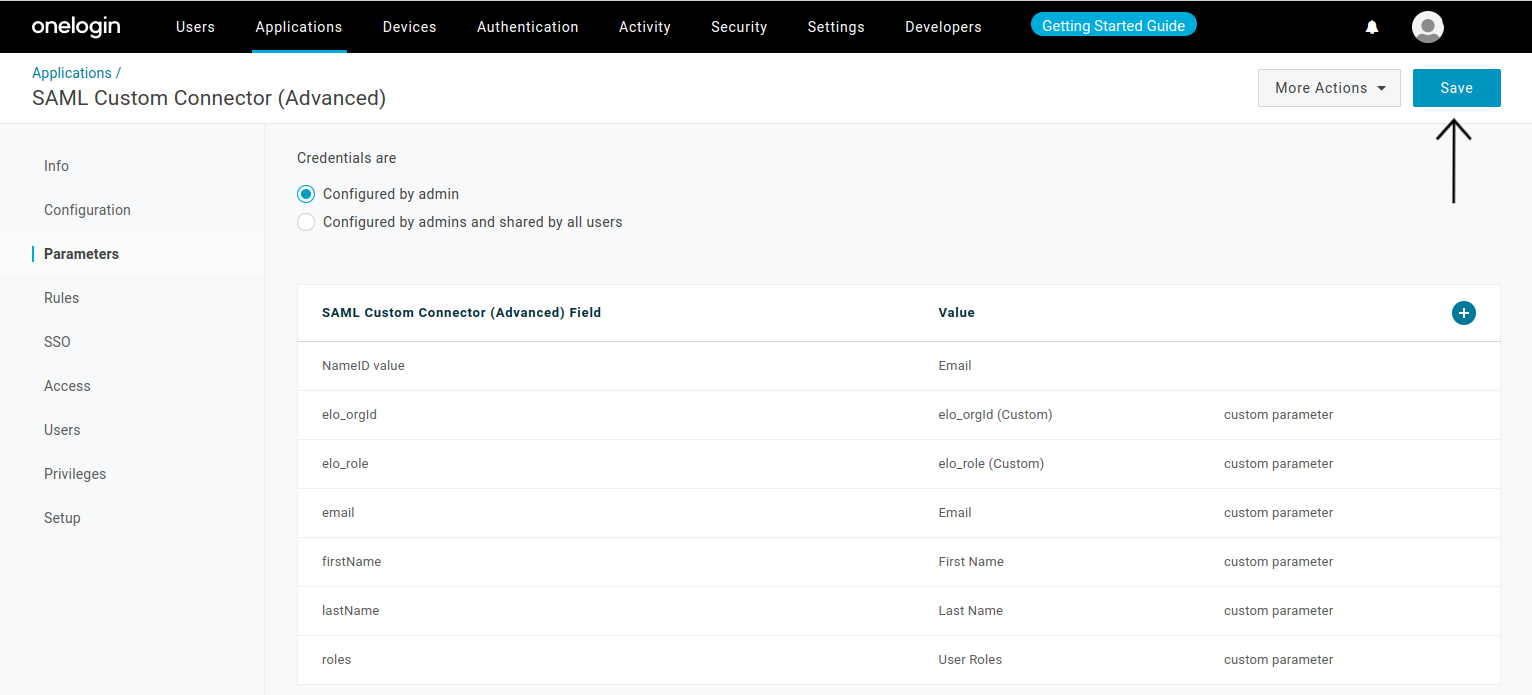 onelogin Users Applications Devices Authentication Activity Security Settings Developers Getting Started Guide
Applications /
SAML Custom Connector (Advanced)
More Actions
Save
Info
Configuration
Parameters
Rules
SSO
Access
Users
Privileges
Setup
Credentials are
Configured by admin
Configured by admins and shared by all users
SAML Custom Connector (Advanced) Field Value
NameID value Email
elo_orgId elo_orgId (Custom) custom parameter
elo_role elo_role (Custom) custom parameter
email Email custom parameter
firstName First Name custom parameter
lastName Last Name custom parameter
roles User Roles custom parameter